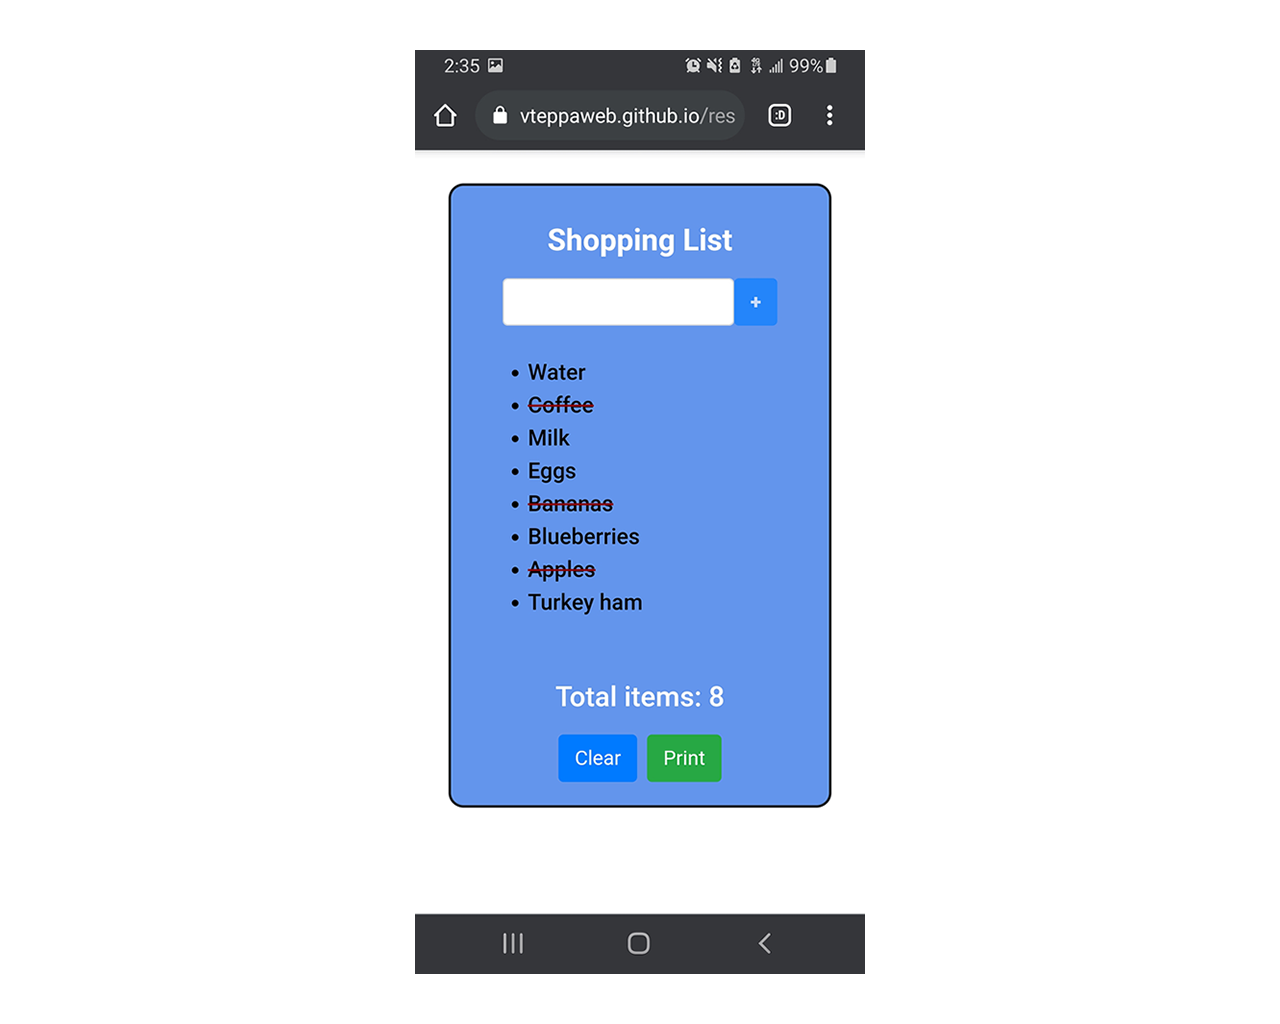 2:35 99%
vteppaweb.github.io/res :D
Shopping List
+
• Water
• Coffee
• Milk
• Eggs
• Bananas
• Blueberries
• Apples
• Turkey ham
Total items: 8
Clear Print